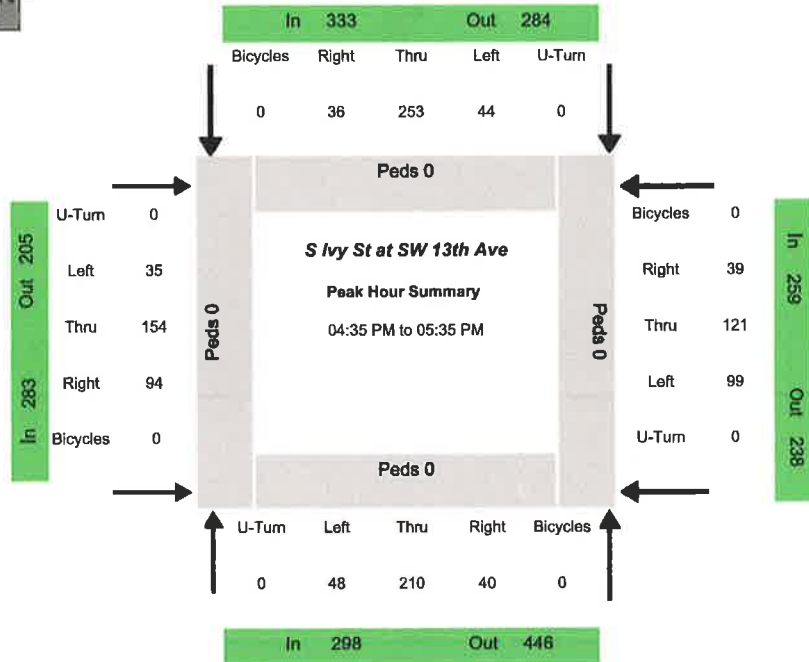 In 333 Out 284
Bicycles Right Thru Left U-Turn
0 36 253 44 0
Peds 0
U-Turn 0
Left 35
Thru 154
Right 94
Bicycles 0
In 283 Out 205
Peds 0
S Ivy St at SW 13th Ave
Peak Hour Summary
04:35 PM to 05:35 PM
Peds 0
Bicycles 0
Right 39
Thru 121
Left 99
U-Turn 0
In 259 Out 238
Peds 0
U-Turn Left Thru Right Bicycles
0 48 210 40 0
In 298 Out 446